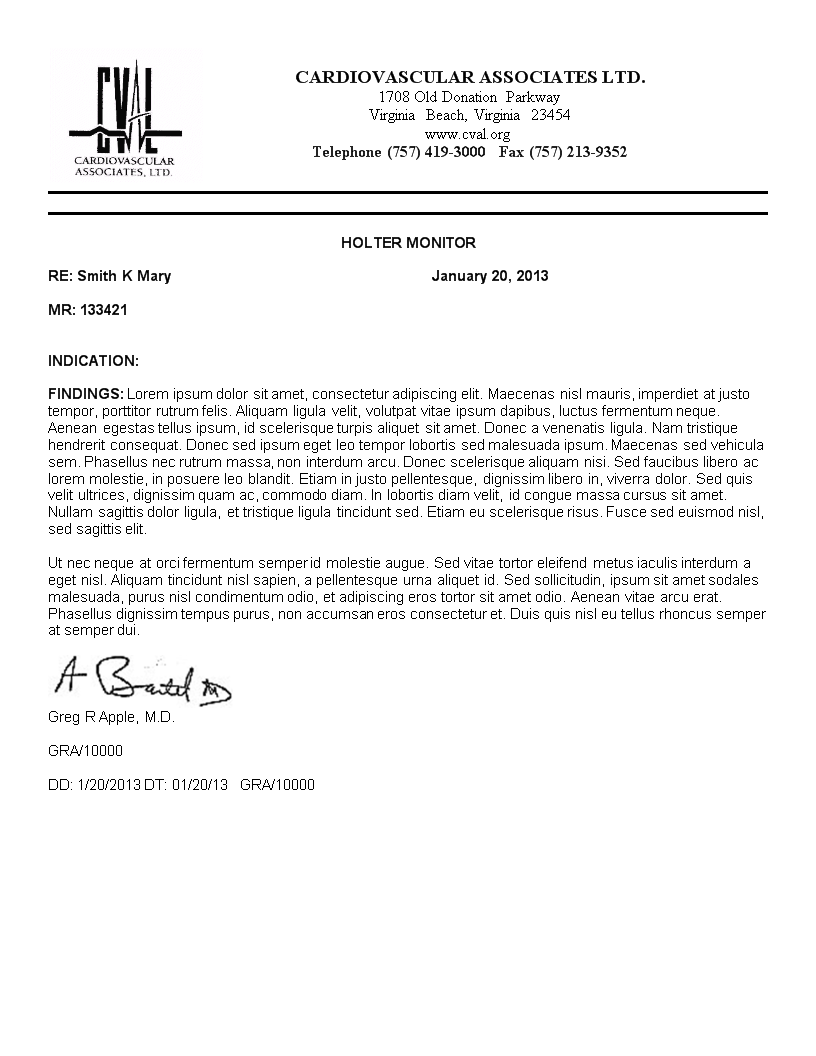 CVAL
CARDIOVASCULAR
ASSOCIATES, LTD.
CARDIOVASCULAR ASSOCIATES LTD.
1708 Old Donation Parkway
Virginia Beach, Virginia 23454
www.cval.org
Telephone (757) 419-3000 Fax (757) 213-9352
HOLTER MONITOR
RE: Smith K Mary January 20, 2013
MR: 133421
INDICATION:
FINDINGS: Lorem ipsum dolor sit amet, consectetur adipiscing elit. Maecenas nisl mauris, imperdiet at justo
tempor, porttitor rutrum felis. Aliquam ligula velit, volutpat vitae ipsum dapibus, luctus fermentum neque.
Aenean egestas tellus ipsum, id scelerisque turpis aliquet sit amet. Donec a venenatis ligula. Nam tristique
hendrerit consequat. Donec sed ipsum eget leo tempor lobortis sed malesuada ipsum. Maecenas sed vehicula
sem. Phasellus nec rutrum massa, non interdum arcu. Donec scelerisque aliquam nisi. Sed faucibus libero ac
lorem molestie, in posuere leo blandit. Etiam in justo pellentesque, dignissim libero in, viverra dolor. Sed quis
velit ultrices, dignissim quam ac, commodo diam. In lobortis diam velit, id congue massa cursus sit amet.
Nullam sagittis dolor ligula, et tristique ligula tincidunt sed. Etiam eu scelerisque risus. Fusce sed euismod nisl,
sed sagittis elit.
Ut nec neque at orci fermentum semper id molestie augue. Sed vitae tortor eleifend metus iaculis interdum a
eget nisl. Aliquam tincidunt nisl sapien, a pellentesque urna aliquet id. Sed sollicitudin, ipsum sit amet sodales
malesuada, purus nisl condimentum odio, et adipiscing eros tortor sit amet odio. Aenean vitae arcu erat.
Phasellus dignissim tempus purus, non accumsan eros consectetur et. Duis quis nisl eu tellus rhoncus semper
at semper dui.
Greg R Apple, M.D.
GRA/10000
DD: 1/20/2013 DT: 01/20/13 GRA/10000